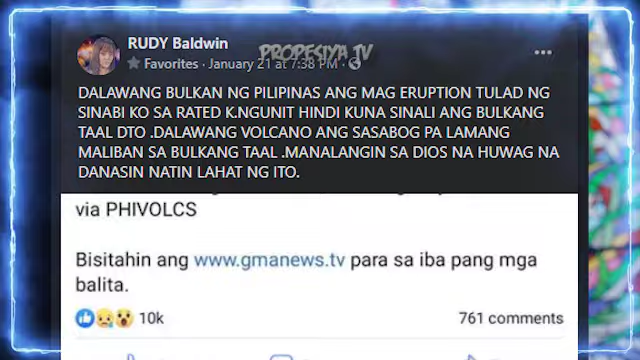 RUDY Baldwin
PROPESIYA TV
Favorites · January 21 at 7:38 PM ·
DALAWANG BULKAN NG PILIPINAS ANG MAG ERUPTION TULAD NG
SINABI KO SA RATED K.NGUNIT HINDI KUNA SINALI ANG BULKANG
TAAL DTO .DALAWANG VOLCANO ANG SASABOG PA LAMANG
MALIBAN SA BULKANG TAAL .MANALANGIN SA DIOS NA HUWAG NA
DANASIN NATIN LAHAT NG ITO.
via PHIVOLCS
Bisitahin ang www.gmanews.tv para sa iba pang mga
balita.
10k 761 comments